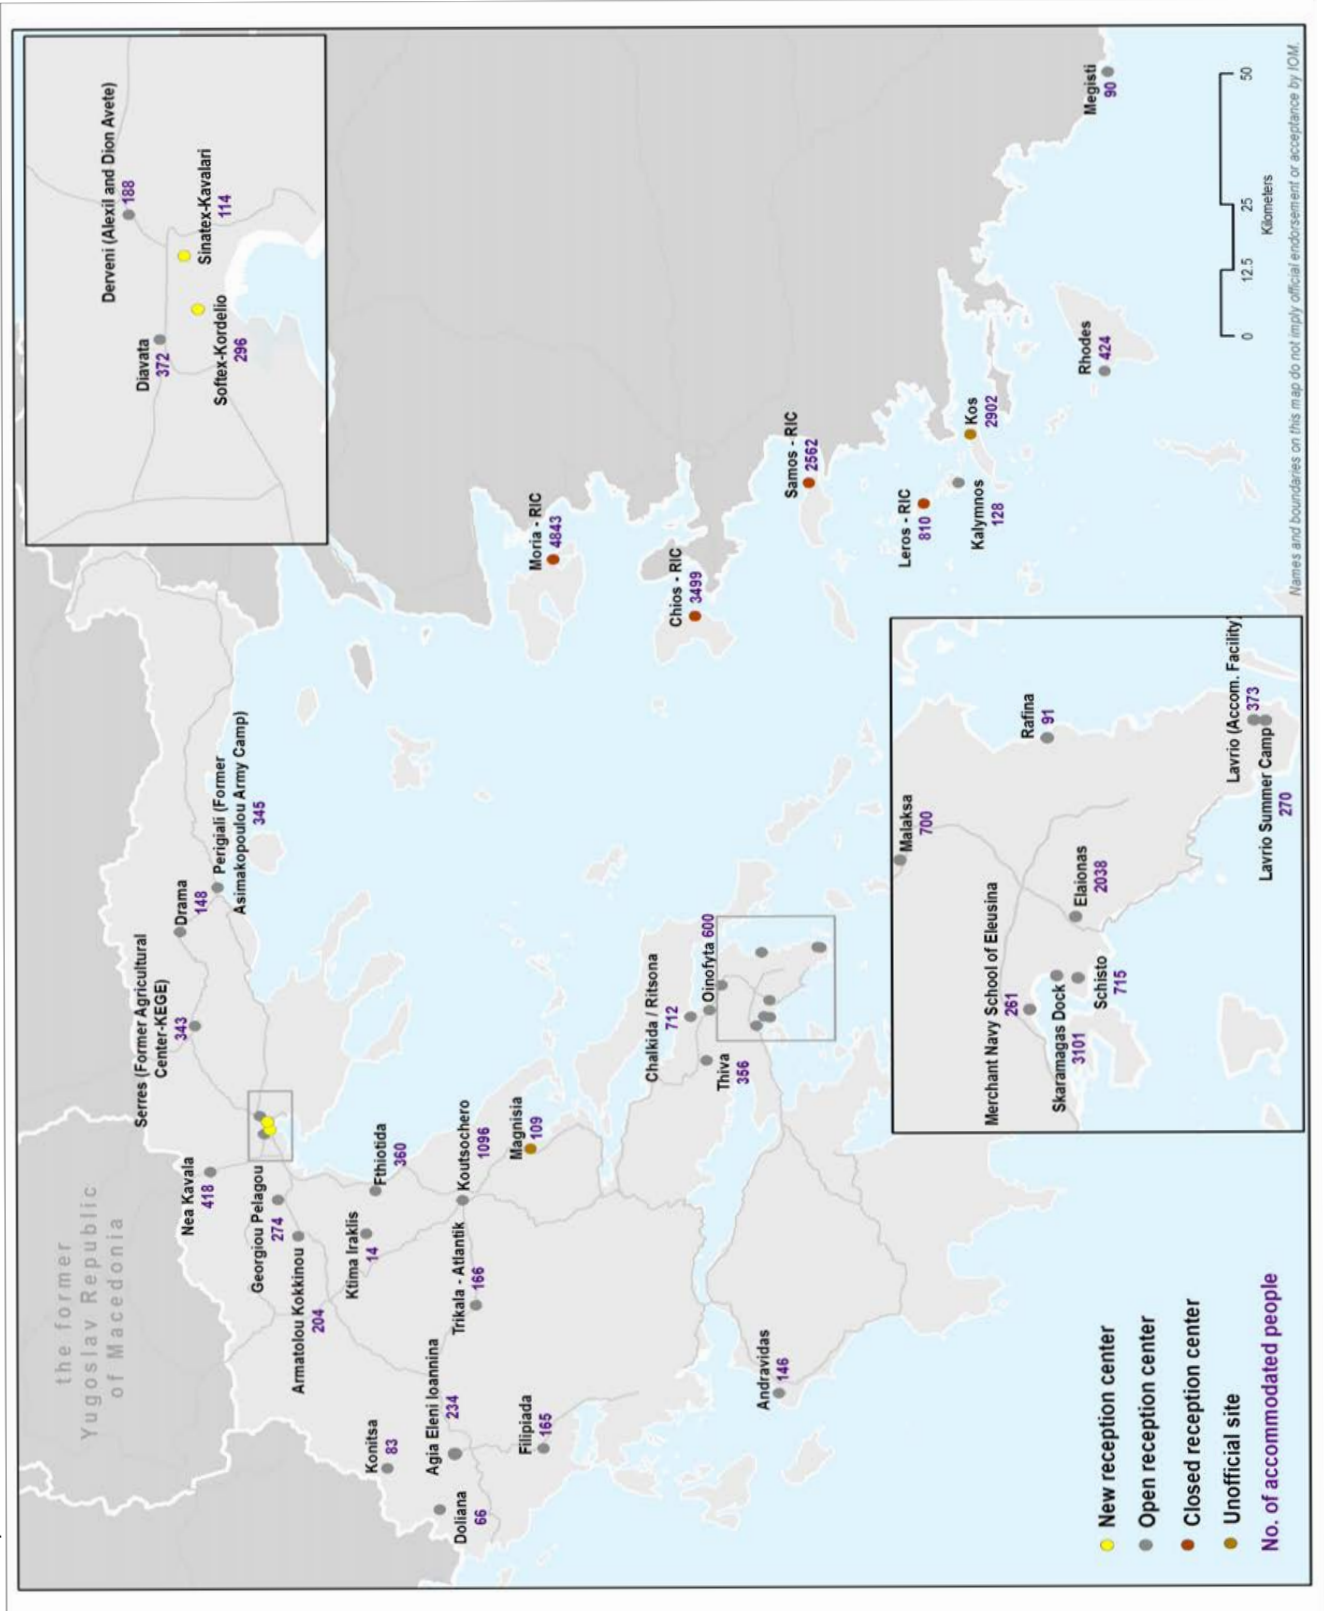 the former
Yugoslav Republic
of Macedonia
Serres (Former Agricultural
Center-KEGE)
343
Drama
148
Perigiali (Former
Asimakopoulou Army Camp)
345
Nea Kavala
418
Georgiou Pelagou
274
Armatolou Kokkinou
204
Fthiotida
360
Ktima Iraklis
14
Koutsochero
1096
Trikala - Atlantik
166
Magnisia
109
Konitsa
83
Agia Eleni Ioannina
234
Doliana
66
Filipiada
165
Andravidas
146
Chalkida / Ritsona
712
Oinofyta 600
Thiva
356
Moria - RIC
4843
Chios - RIC
3499
Samos - RIC
2562
Leros - RIC
810
Kalymnos
128
Kos
2902
Rhodes
424
Megisti
90
Derveni (Alexil and Dion Avete)
188
Diavata
372
Sinatex-Kavalari
114
Softex-Kordelio
296
Malaksa
700
Rafina
91
Merchant Navy School of Eleusina
261
Elaionas
2038
Skaramagas Dock
3101
Schisto
715
Lavrio (Accom. Facility)
373
Lavrio Summer Camp
270
New reception center
Open reception center
Closed reception center
Unofficial site
No. of accommodated people
0 12.5 25 50
Kilometers
Names and boundaries on this map do not imply official endorsement or acceptance by IOM.